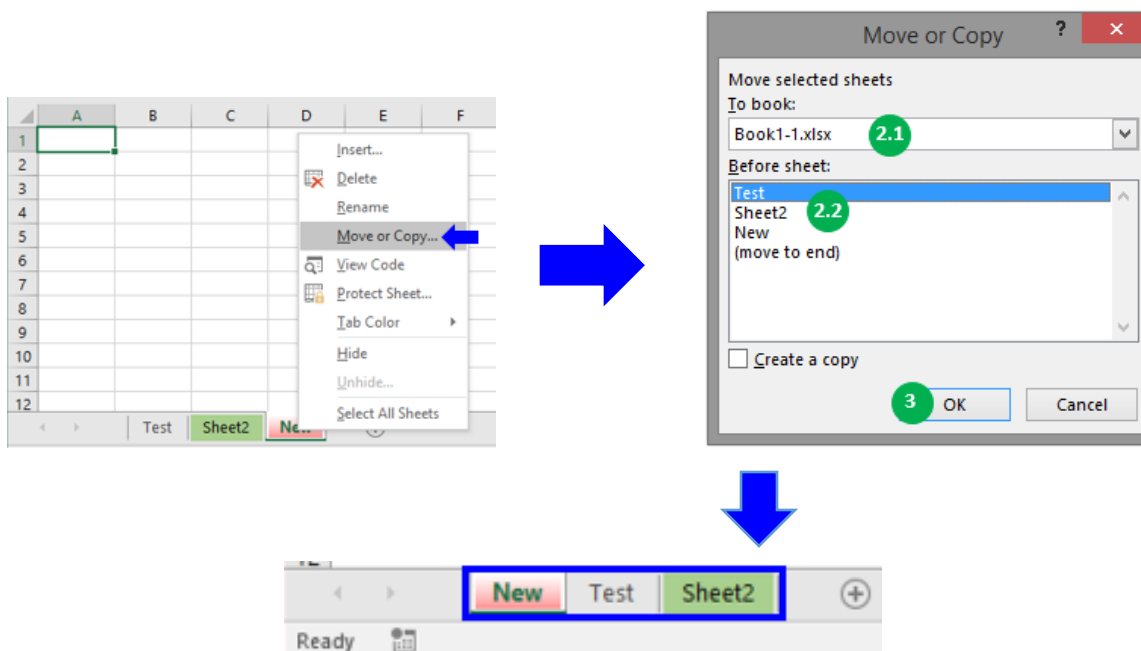 A B C D E F
1
2
3
4
5
6
7
8
9
10
11
12
Insert...
Delete
Rename
Move or Copy...
View Code
Protect Sheet...
Tab Color
Hide
Unhide...
Select All Sheets
Test Sheet2 New
Move or Copy ?
Move selected sheets
To book:
Book1-1.xlsx 2.1
Before sheet:
Test
Sheet2 2.2
New
(move to end)
Create a copy
3 OK Cancel
New Test Sheet2
Ready